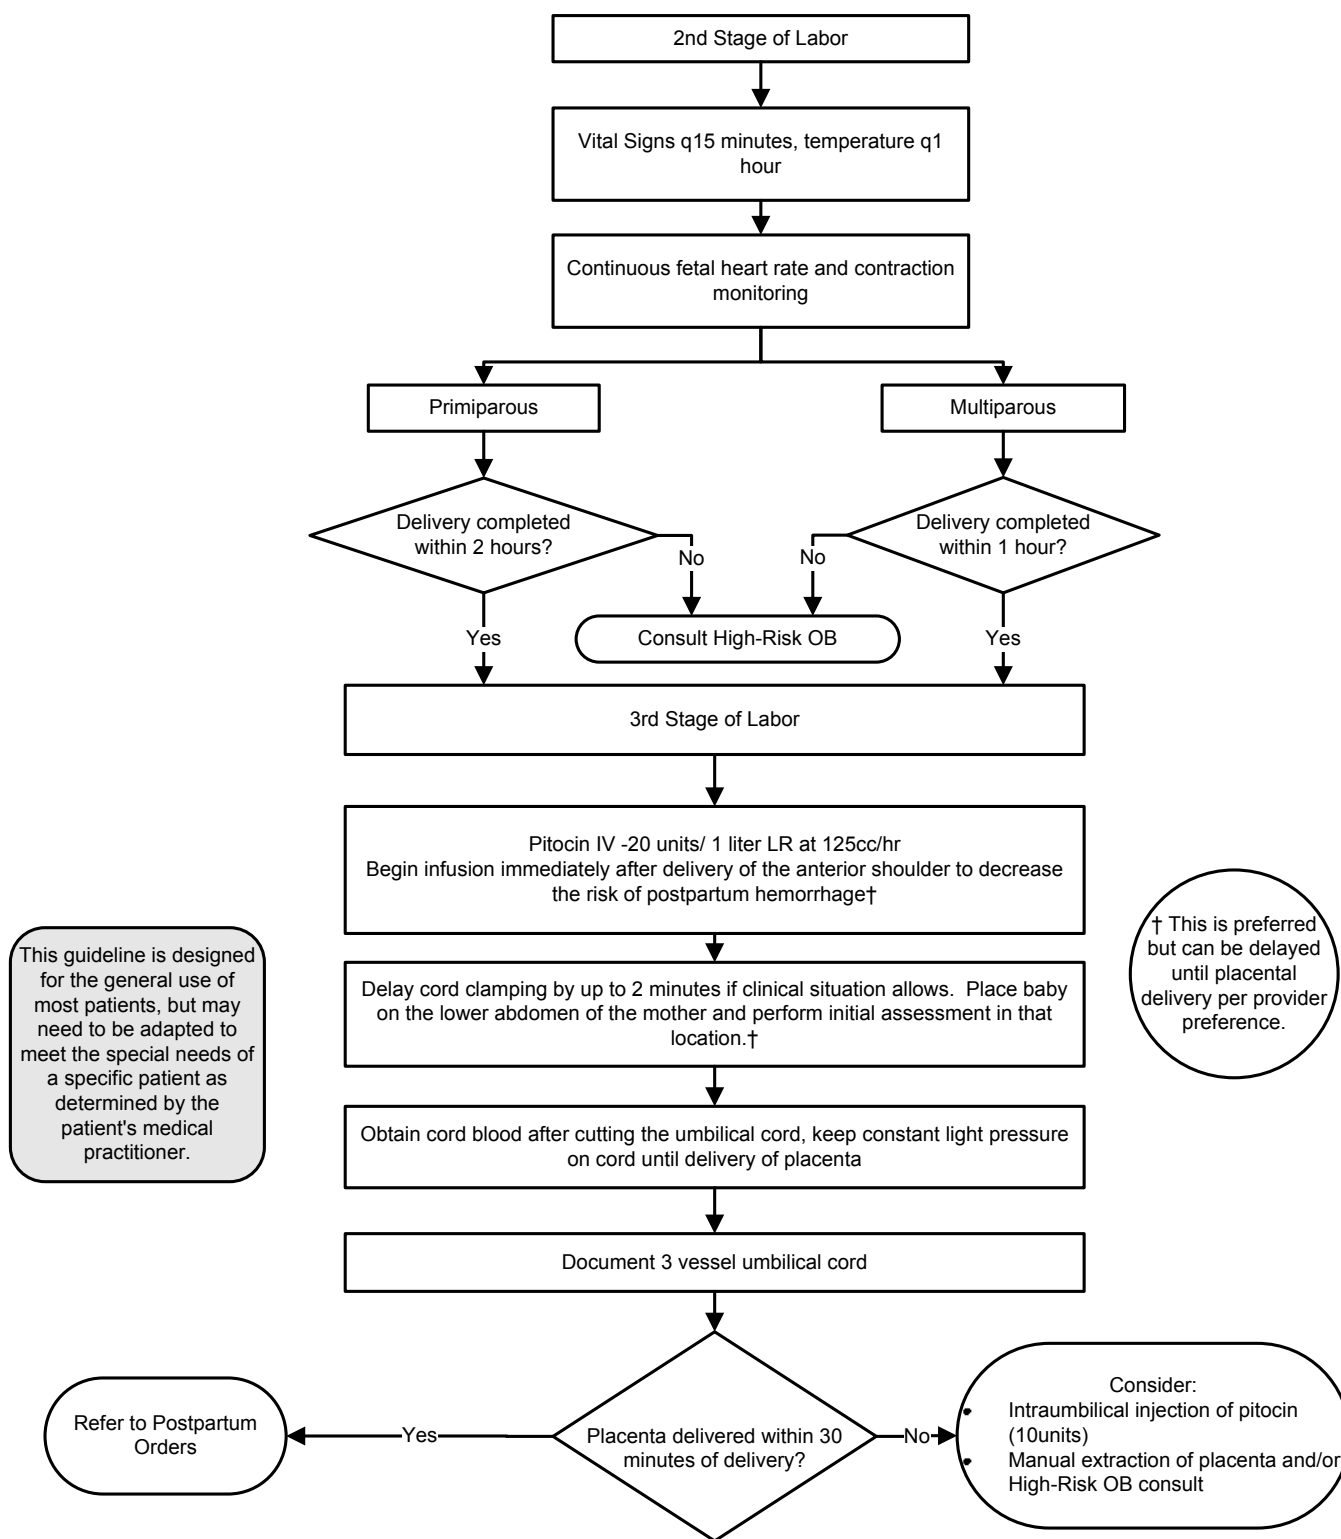 2nd Stage of Labor
Vital Signs q15 minutes, temperature q1
hour
Continuous fetal heart rate and contraction
monitoring
Primiparous
Multiparous
Delivery completed
within 2 hours?
Delivery completed
within 1 hour?
No
No
Yes
Consult High-Risk OB
Yes
3rd Stage of Labor
Pitocin IV -20 units/ 1 liter LR at 125cc/hr
Begin infusion immediately after delivery of the anterior shoulder to decrease
the risk of postpartum hemorrhage†
† This is preferred
but can be delayed
until placental
delivery per provider
preference.
This guideline is designed
for the general use of
most patients, but may
need to be adapted to
meet the special needs of
a specific patient as
determined by the
patient's medical
practitioner.
Delay cord clamping by up to 2 minutes if clinical situation allows.  Place baby
on the lower abdomen of the mother and perform initial assessment in that
location.†
Obtain cord blood after cutting the umbilical cord, keep constant light pressure
on cord until delivery of placenta
Document 3 vessel umbilical cord
Placenta delivered within 30
minutes of delivery?
Yes
Refer to Postpartum
Orders
No
Consider:
• Intraumbilical injection of pitocin
(10units)
• Manual extraction of placenta and/or
High-Risk OB consult